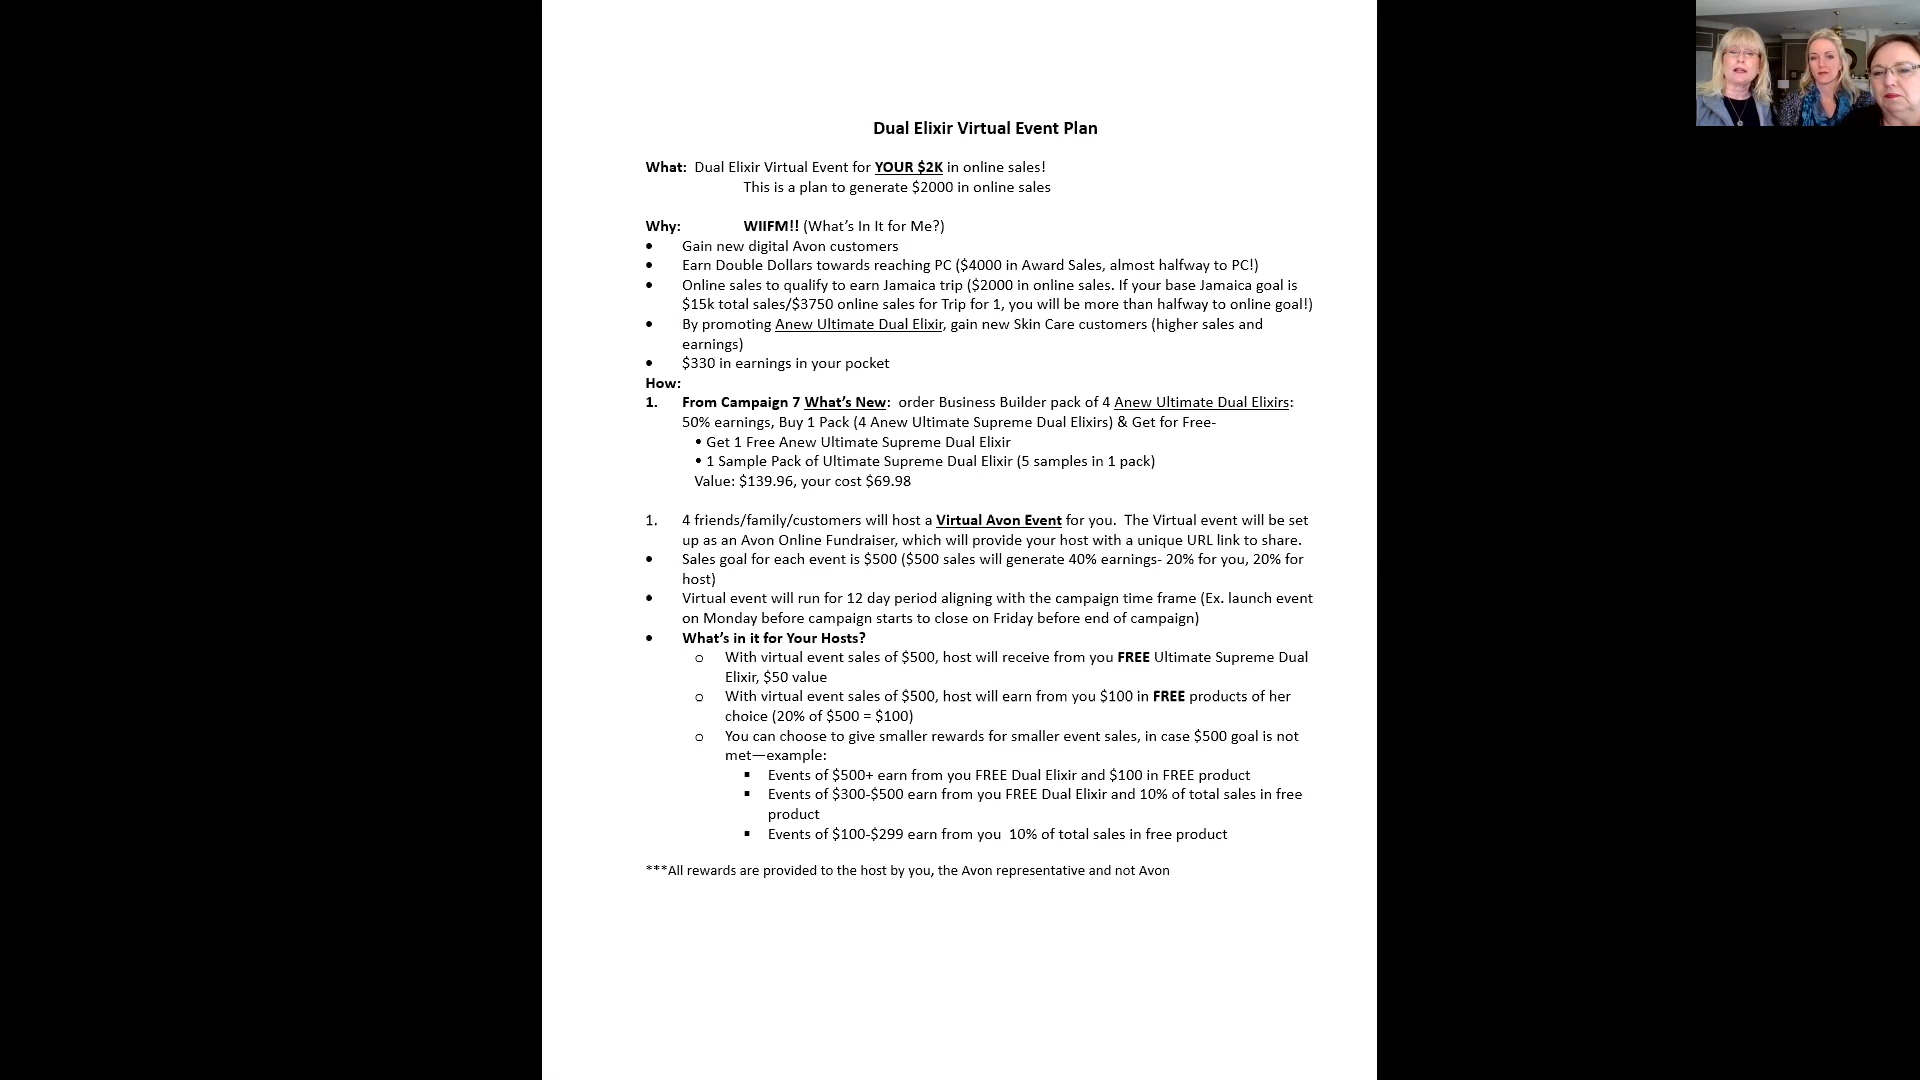 Dual Elixir Virtual Event Plan
What: Dual Elixir Virtual Event for YOUR $2K in online sales!
This is a plan to generate $2000 in online sales
Why: WIIFM!! (What's In It for Me?)
• Gain new digital Avon customers
• Earn Double Dollars towards reaching PC ($4000 in Award Sales, almost halfway to PC!)
• Online sales to qualify to earn Jamaica trip ($2000 in online sales. If your base Jamaica goal is
$15k total sales/$3750 online sales for Trip for 1, you will be more than halfway to online goal!)
• By promoting Anew Ultimate Dual Elixir, gain new Skin Care customers (higher sales and
earnings)
• $330 in earnings in your pocket
How:
1. From Campaign 7 What's New: order Business Builder pack of 4 Anew Ultimate Dual Elixirs:
50% earnings, Buy 1 Pack (4 Anew Ultimate Supreme Dual Elixirs) & Get for Free-
• Get 1 Free Anew Ultimate Supreme Dual Elixir
• 1 Sample Pack of Ultimate Supreme Dual Elixir (5 samples in 1 pack)
Value: $139.96, your cost $69.98
1. 4 friends/family/customers will host a Virtual Avon Event for you. The Virtual event will be set
up as an Avon Online Fundraiser, which will provide your host with a unique URL link to share.
• Sales goal for each event is $500 ($500 sales will generate 40% earnings- 20% for you, 20% for
host)
• Virtual event will run for 12 day period aligning with the campaign time frame (Ex. launch event
on Monday before campaign starts to close on Friday before end of campaign)
• What's in it for Your Hosts?
o With virtual event sales of $500, host will receive from you FREE Ultimate Supreme Dual
Elixir, $50 value
o With virtual event sales of $500, host will earn from you $100 in FREE products of her
choice (20% of $500 = $100)
o You can choose to give smaller rewards for smaller event sales, in case $500 goal is not
met—example:
▪ Events of $500+ earn from you FREE Dual Elixir and $100 in FREE product
▪ Events of $300-$500 earn from you FREE Dual Elixir and 10% of total sales in free
product
▪ Events of $100-$299 earn from you 10% of total sales in free product
***All rewards are provided to the host by you, the Avon representative and not Avon